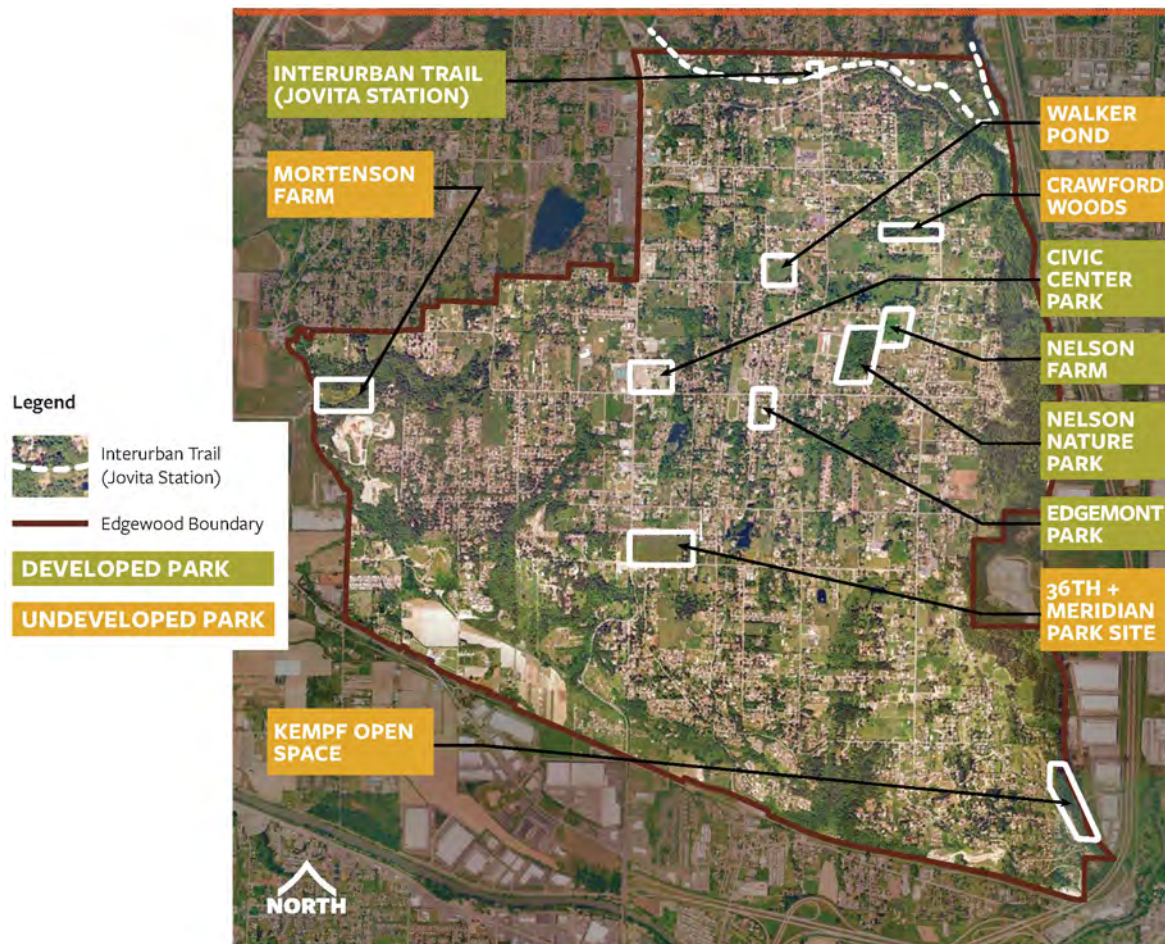 INTERURBAN TRAIL
(JOVITA STATION)
MORTENSON
FARM
WALKER
POND
CRAWFORD
WOODS
CIVIC
CENTER
PARK
NELSON
FARM
NELSON
NATURE
PARK
EDGEMONT
PARK
36TH +
MERIDIAN
PARK SITE
KEMPF OPEN
SPACE
Legend
Interurban Trail
(Jovita Station)
Edgewood Boundary
DEVELOPED PARK
UNDEVELOPED PARK
NORTH